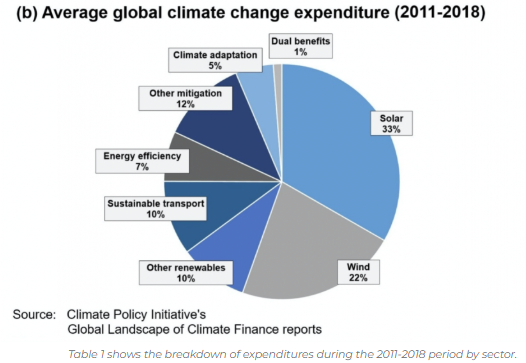 (b) Average global climate change expenditure (2011-2018)
Dual benefits
1%
Climate adaptation
5%
Other mitigation
12%
Solar
33%
Energy efficiency
7%
Sustainable transport
10%
Other renewables
10%
Wind
22%
Source: Climate Policy Initiative's
Global Landscape of Climate Finance reports
Table 1 shows the breakdown of expenditures during the 2011-2018 period by sector.